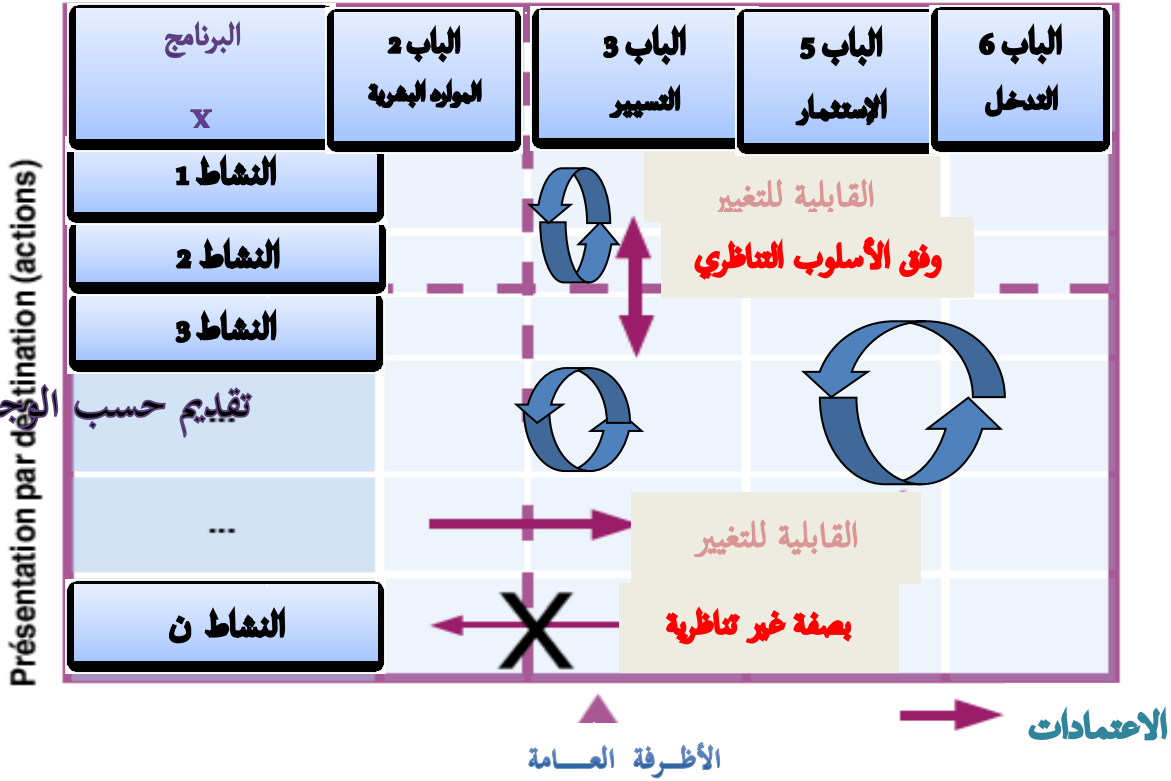 البرنامج
x
الباب 2
الموارد البشرية
الباب 3
التسيير
الباب 5
الإستثمار
الباب 6
التدخل
النشاط 1
النشاط 2
النشاط 3
...
...
النشاط ن
القابلية للتغيير
وفق الأسلوب التناظري
القابلية للتغيير
بصفة غير تناظرية
X
Présentation par destination (actions)
تقديم حسب
الاعتمادات
الأظرفة العامة